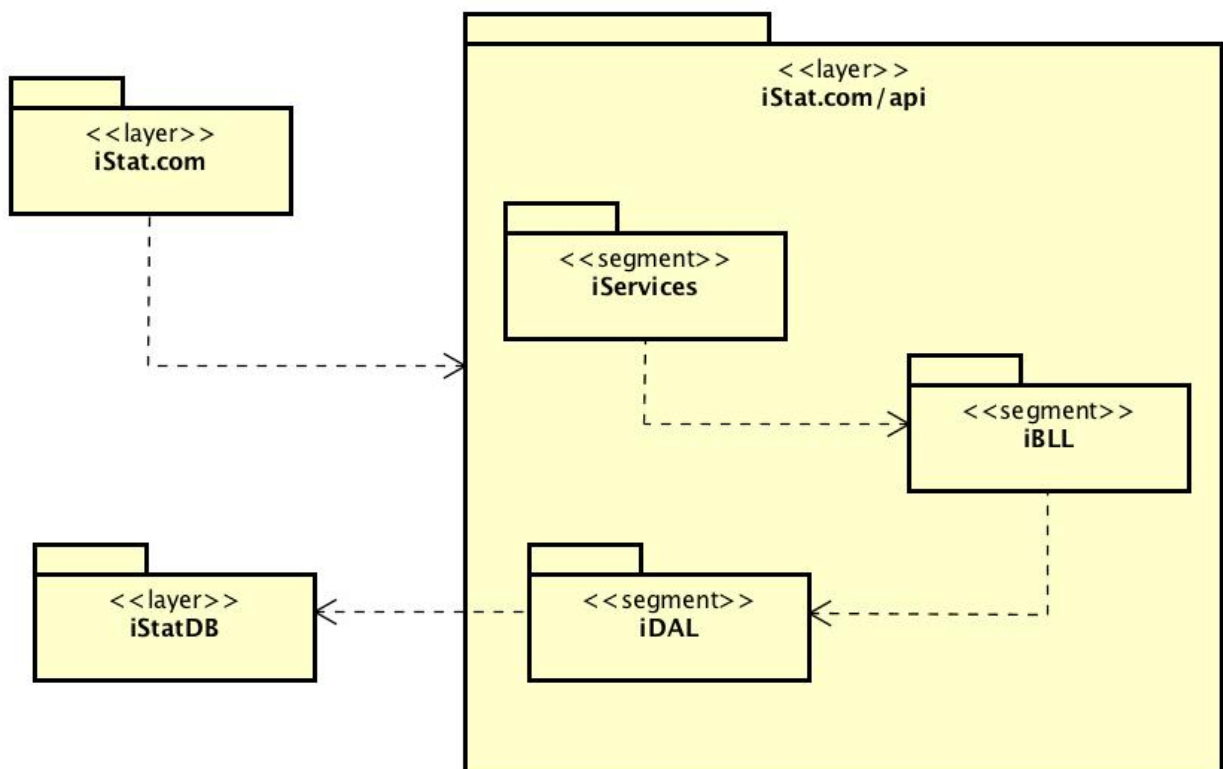 <<layer>>
iStat.com/api
<<layer>>
iStat.com
<<segment>>
iServices
<<segment>>
iBLL
<<layer>>
iStatDB
<<segment>>
iDAL